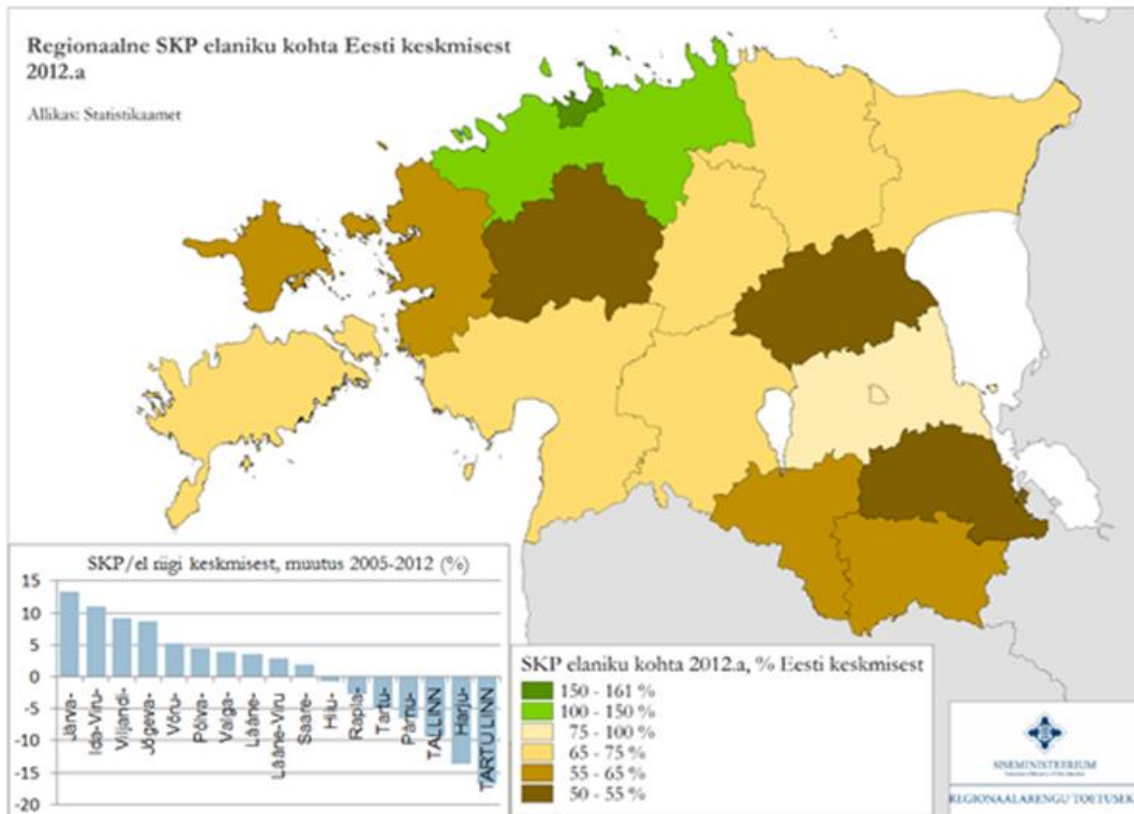 Regionaalne SKP elaniku kohta Eesti keskmisest
2012.a
Allikas: Statistikaamet
SKP/el riigi keskmisest, muutus 2005-2012 (%)
15
10
5
0
-5
-10
-15
-20
Järva-
Ida-Viru-
Viljandi-
Jõgeva-
Võru-
Põlva-
Valga-
Lääne-
Lääne-Viru
Saare-
Hiiu-
Rapla-
Tartu-
Pärnu-
TALLINN
Harju-
TARTU LINN
SKP elaniku kohta 2012.a, % Eesti keskmisest
150 - 161 %
100 - 150 %
75 - 100 %
65 - 75 %
55 - 65 %
50 - 55 %
SISEMINISTEERIUM
REGIONAALARENGU TOETUSEK